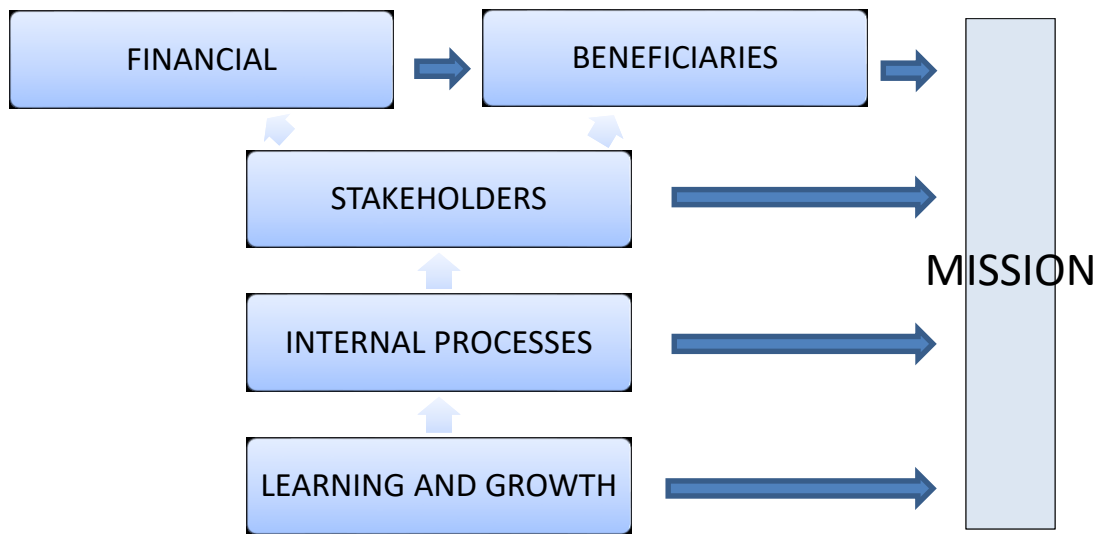 FINANCIAL
BENEFICIARIES
STAKEHOLDERS
MISSION
INTERNAL PROCESSES
LEARNING AND GROWTH